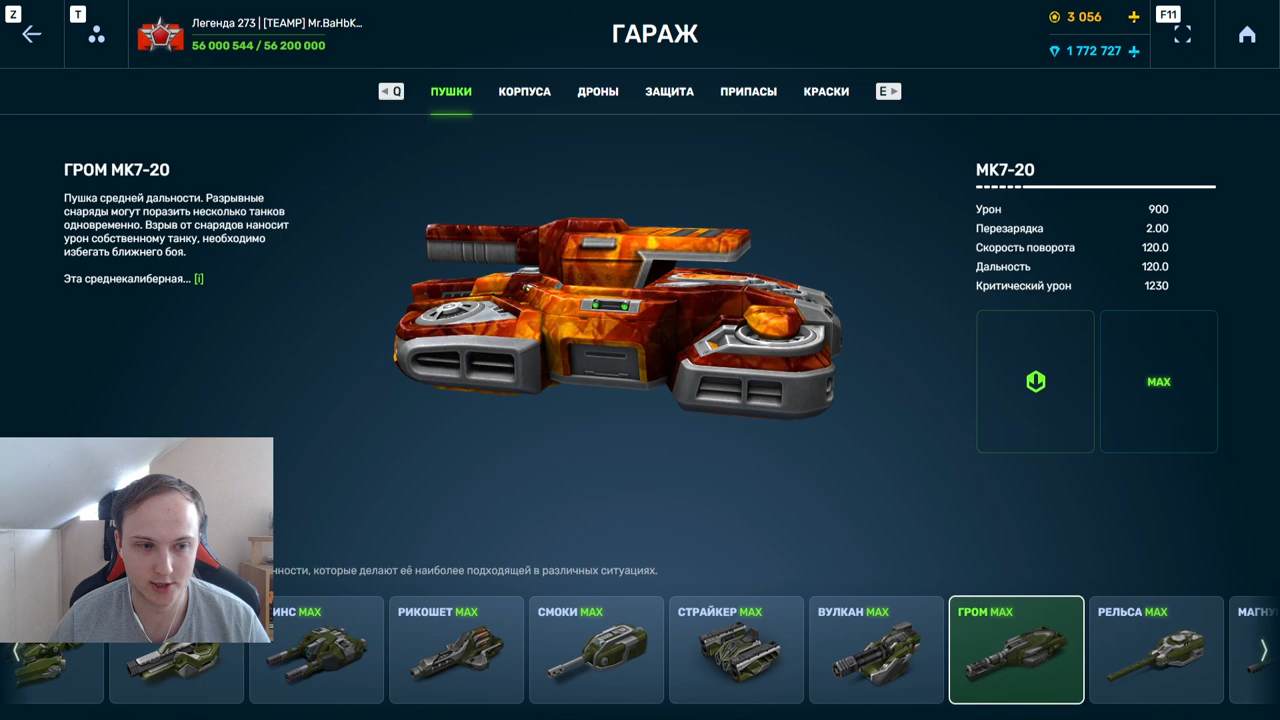 Z
T
Легенда 273 | [TEAMP] Mr.BaHbK...
56 000 544 / 56 200 000
ГАРАЖ
3 056
1 772 727
F11
Q
ПУШКИ
КОРПУСА
ДРОНЫ
ЗАЩИТА
ПРИПАСЫ
КРАСКИ
E
ГРОМ МК7-20
Пушка средней дальности. Разрывные
снаряды могут поразить несколько танков
одновременно. Взрыв от снарядов наносит
урон собственному танку, необходимо
избегать ближнего боя.
Эта среднекалиберная... [i]
МК7-20
Урон 900
Перезарядка 2.00
Скорость поворота 120.0
Дальность 120.0
Критический урон 1230
MAX
которые делают её наиболее подходящей в различных ситуациях.
MAX
РИКОШЕТ MAX
СМОКИ MAX
СТРАЙКЕР MAX
ВУЛКАН MAX
ГРОМ MAX
РЕЛЬСА MAX